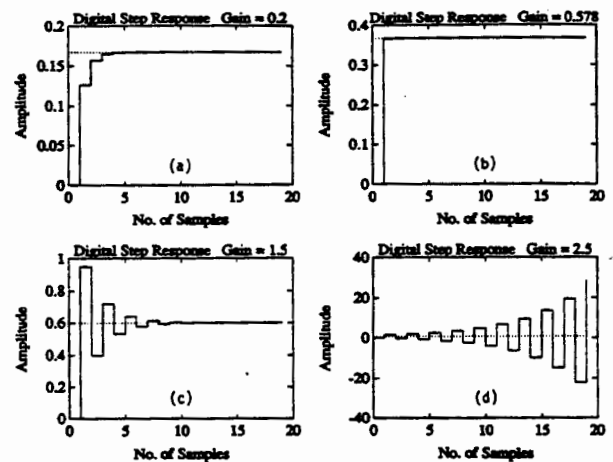 Digital Step Response Gain = 0.2
0.2
0.15
0.1
0.05
0
Amplitude
(a)
0 5 10 15 20
No. of Samples
Digital Step Response Gain = 0.578
0.4
0.3
0.2
0.1
0
Amplitude
(b)
0 5 10 15 20
No. of Samples
Digital Step Response Gain = 1.5
1
0.8
0.6
0.4
0.2
0
Amplitude
(c)
0 5 10 15 20
No. of Samples
Digital Step Response Gain = 2.5
40
20
0
-20
-40
Amplitude
(d)
0 5 10 15 20
No. of Samples